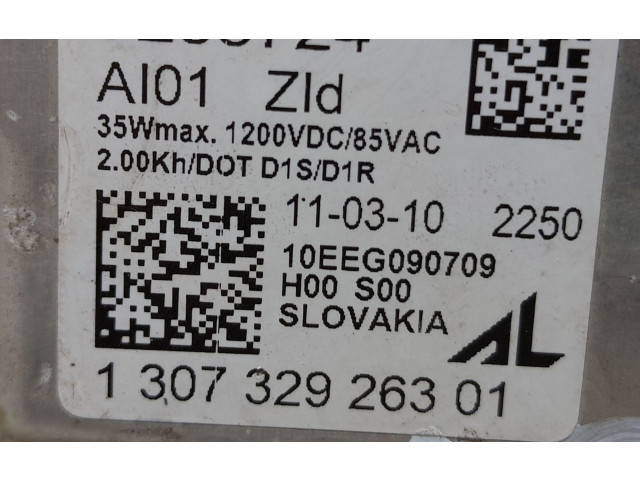 AI01 ZId
35Wmax. 1200VDC/85VAC
2.00Kh/DOT D1S/D1R
11-03-10 2250
10EEG090709
H00 S00
SLOVAKIA AL
1 307 329 263 01